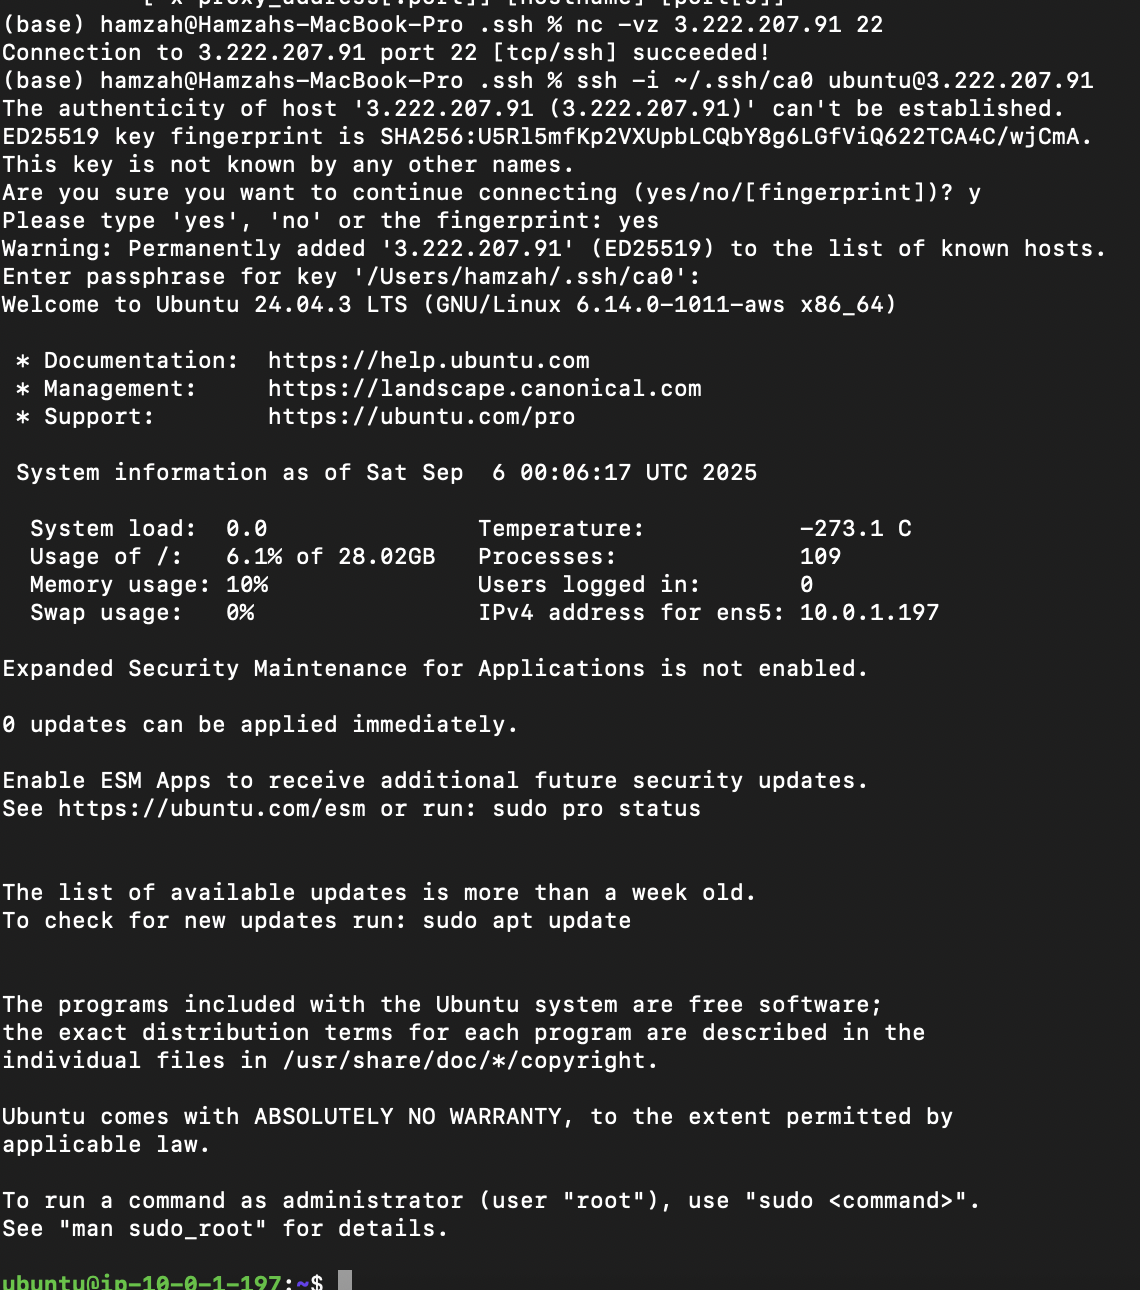 [-x proxy_address[:port]] [hostname] [port[s]]
(base) hamzah@Hamzahs-MacBook-Pro .ssh % nc -vz 3.222.207.91 22
Connection to 3.222.207.91 port 22 [tcp/ssh] succeeded!
(base) hamzah@Hamzahs-MacBook-Pro .ssh % ssh -i ~/.ssh/ca0 ubuntu@3.222.207.91
The authenticity of host '3.222.207.91 (3.222.207.91)' can't be established.
ED25519 key fingerprint is SHA256:U5Rl5mfKp2VXUpbLCQbY8g6LGfViQ622TCA4C/wjCmA.
This key is not known by any other names.
Are you sure you want to continue connecting (yes/no/[fingerprint])? y
Please type 'yes', 'no' or the fingerprint: yes
Warning: Permanently added '3.222.207.91' (ED25519) to the list of known hosts.
Enter passphrase for key '/Users/hamzah/.ssh/ca0':
Welcome to Ubuntu 24.04.3 LTS (GNU/Linux 6.14.0-1011-aws x86_64)

 * Documentation:  https://help.ubuntu.com
 * Management:     https://landscape.canonical.com
 * Support:        https://ubuntu.com/pro

 System information as of Sat Sep  6 00:06:17 UTC 2025

  System load:  0.0               Temperature:           -273.1 C
  Usage of /:   6.1% of 28.02GB   Processes:             109
  Memory usage: 10%               Users logged in:       0
  Swap usage:   0%                IPv4 address for ens5: 10.0.1.197

Expanded Security Maintenance for Applications is not enabled.

0 updates can be applied immediately.

Enable ESM Apps to receive additional future security updates.
See https://ubuntu.com/esm or run: sudo pro status

The list of available updates is more than a week old.
To check for new updates run: sudo apt update

The programs included with the Ubuntu system are free software;
the exact distribution terms for each program are described in the
individual files in /usr/share/doc/*/copyright.

Ubuntu comes with ABSOLUTELY NO WARRANTY, to the extent permitted by
applicable law.

To run a command as administrator (user "root"), use "sudo <command>".
See "man sudo_root" for details.

ubuntu@ip-10-0-1-197:~$